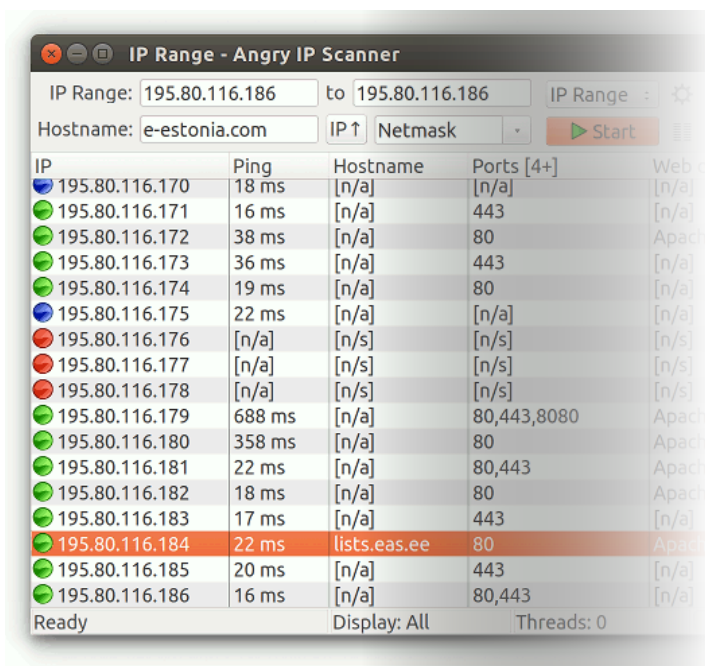 IP Range - Angry IP Scanner
IP Range: 195.80.116.186 to 195.80.116.186 IP Range
Hostname: e-estonia.com IP↑ Netmask Start
IP Ping Hostname Ports [4+] Web
195.80.116.170 18 ms [n/a] [n/a] [n/a]
195.80.116.171 16 ms [n/a] 443 [n/a]
195.80.116.172 38 ms [n/a] 80 Apach
195.80.116.173 36 ms [n/a] 443 [n/a]
195.80.116.174 19 ms [n/a] 80 [n/a]
195.80.116.175 22 ms [n/a] [n/a] [n/a]
195.80.116.176 [n/a] [n/s] [n/s] [n/s]
195.80.116.177 [n/a] [n/s] [n/s] [n/s]
195.80.116.178 [n/a] [n/s] [n/s] [n/s]
195.80.116.179 688 ms [n/a] 80,443,8080 Apach
195.80.116.180 358 ms [n/a] 80 Apach
195.80.116.181 22 ms [n/a] 80,443 Apach
195.80.116.182 18 ms [n/a] 80 Apach
195.80.116.183 17 ms [n/a] 443 [n/a]
195.80.116.184 22 ms lists.eas.ee 80 Apach
195.80.116.185 20 ms [n/a] 443 [n/a]
195.80.116.186 16 ms [n/a] 80,443 [n/a]
Ready Display: All Threads: 0